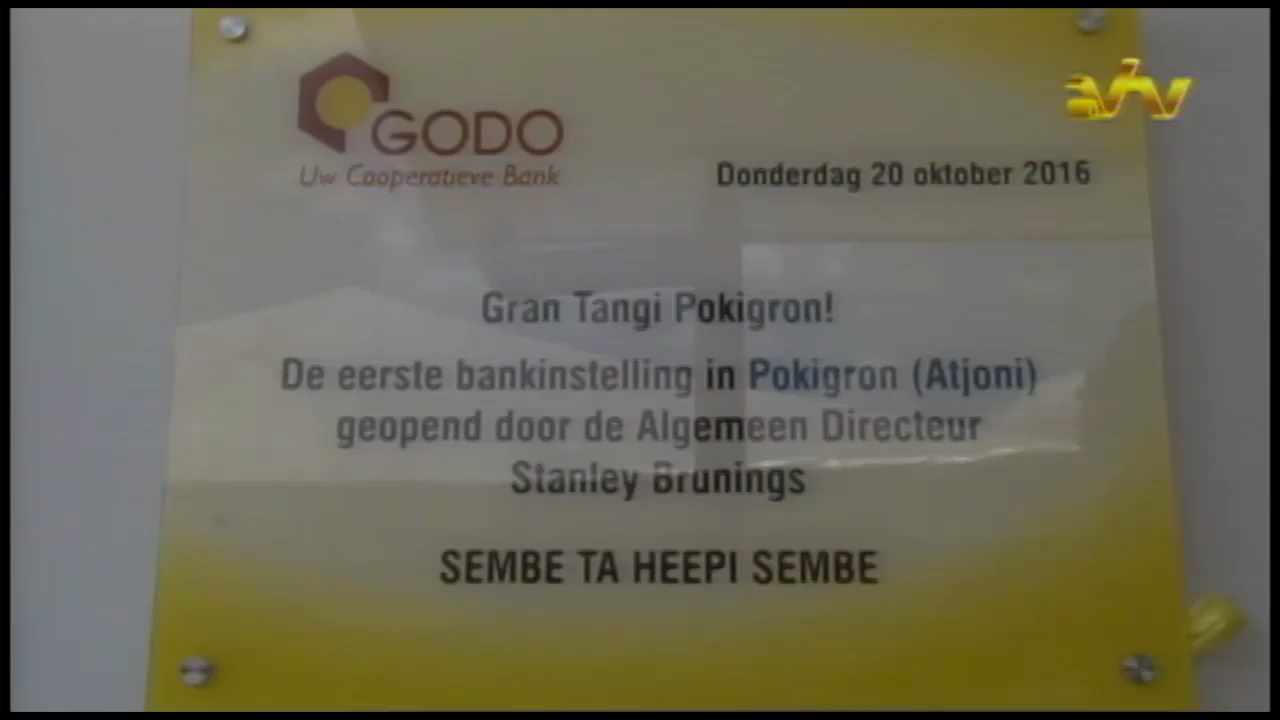 GODO
Uw Cooperatieve Bank
Donderdag 20 oktober 2016
Gran Tangi Pokigron!
De eerste bankinstelling in Pokigron (Atjoni)
geopend door de Algemeen Directeur
Stanley Brunings
SEMBE TA HEEPI SEMBE